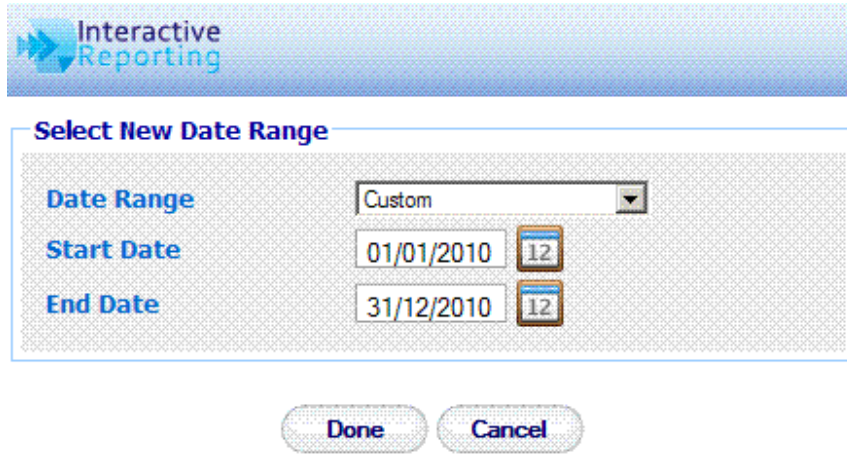 Interactive
Reporting
Select New Date Range
Date Range Custom
Start Date 01/01/2010 12
End Date 31/12/2010 12
Done Cancel